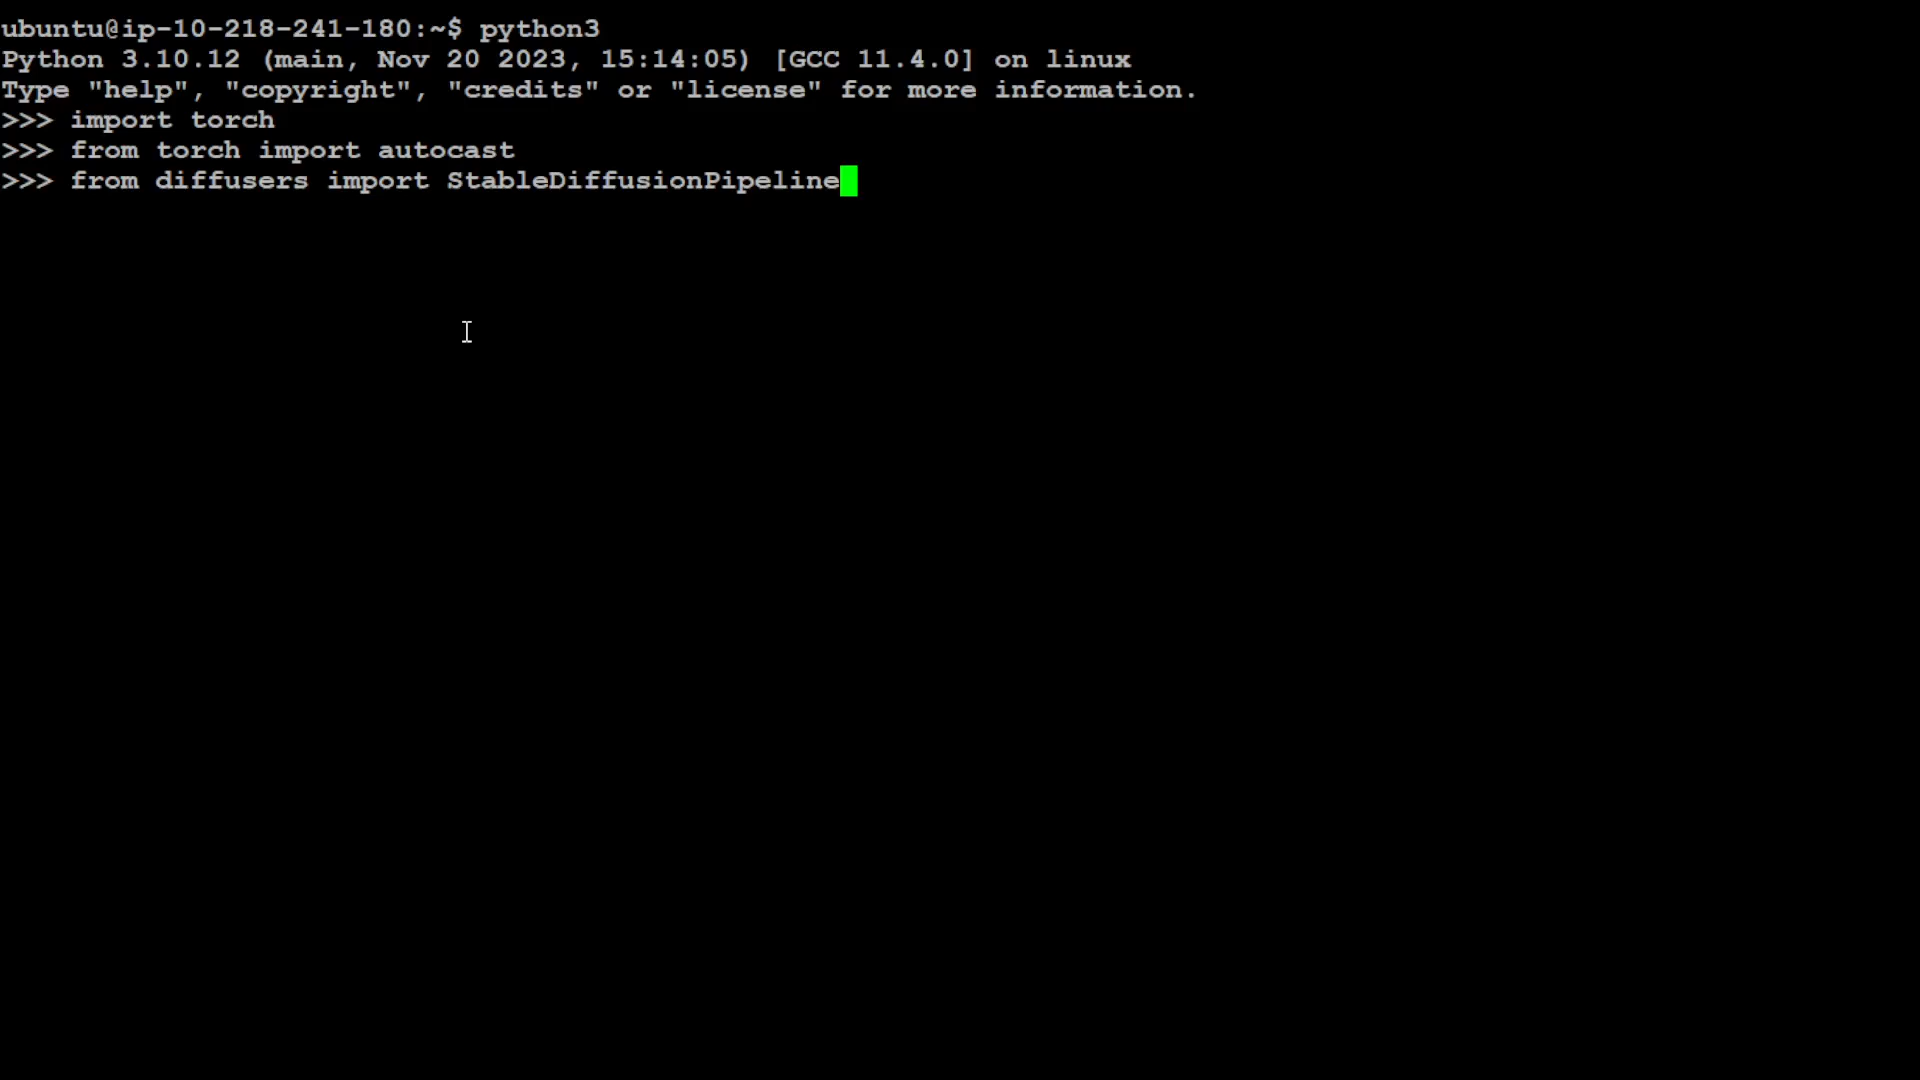 ubuntu@ip-10-218-241-180:~$ python3
Python 3.10.12 (main, Nov 20 2023, 15:14:05) [GCC 11.4.0] on linux
Type "help", "copyright", "credits" or "license" for more information.
>>> import torch
>>> from torch import autocast
>>> from diffusers import StableDiffusionPipeline